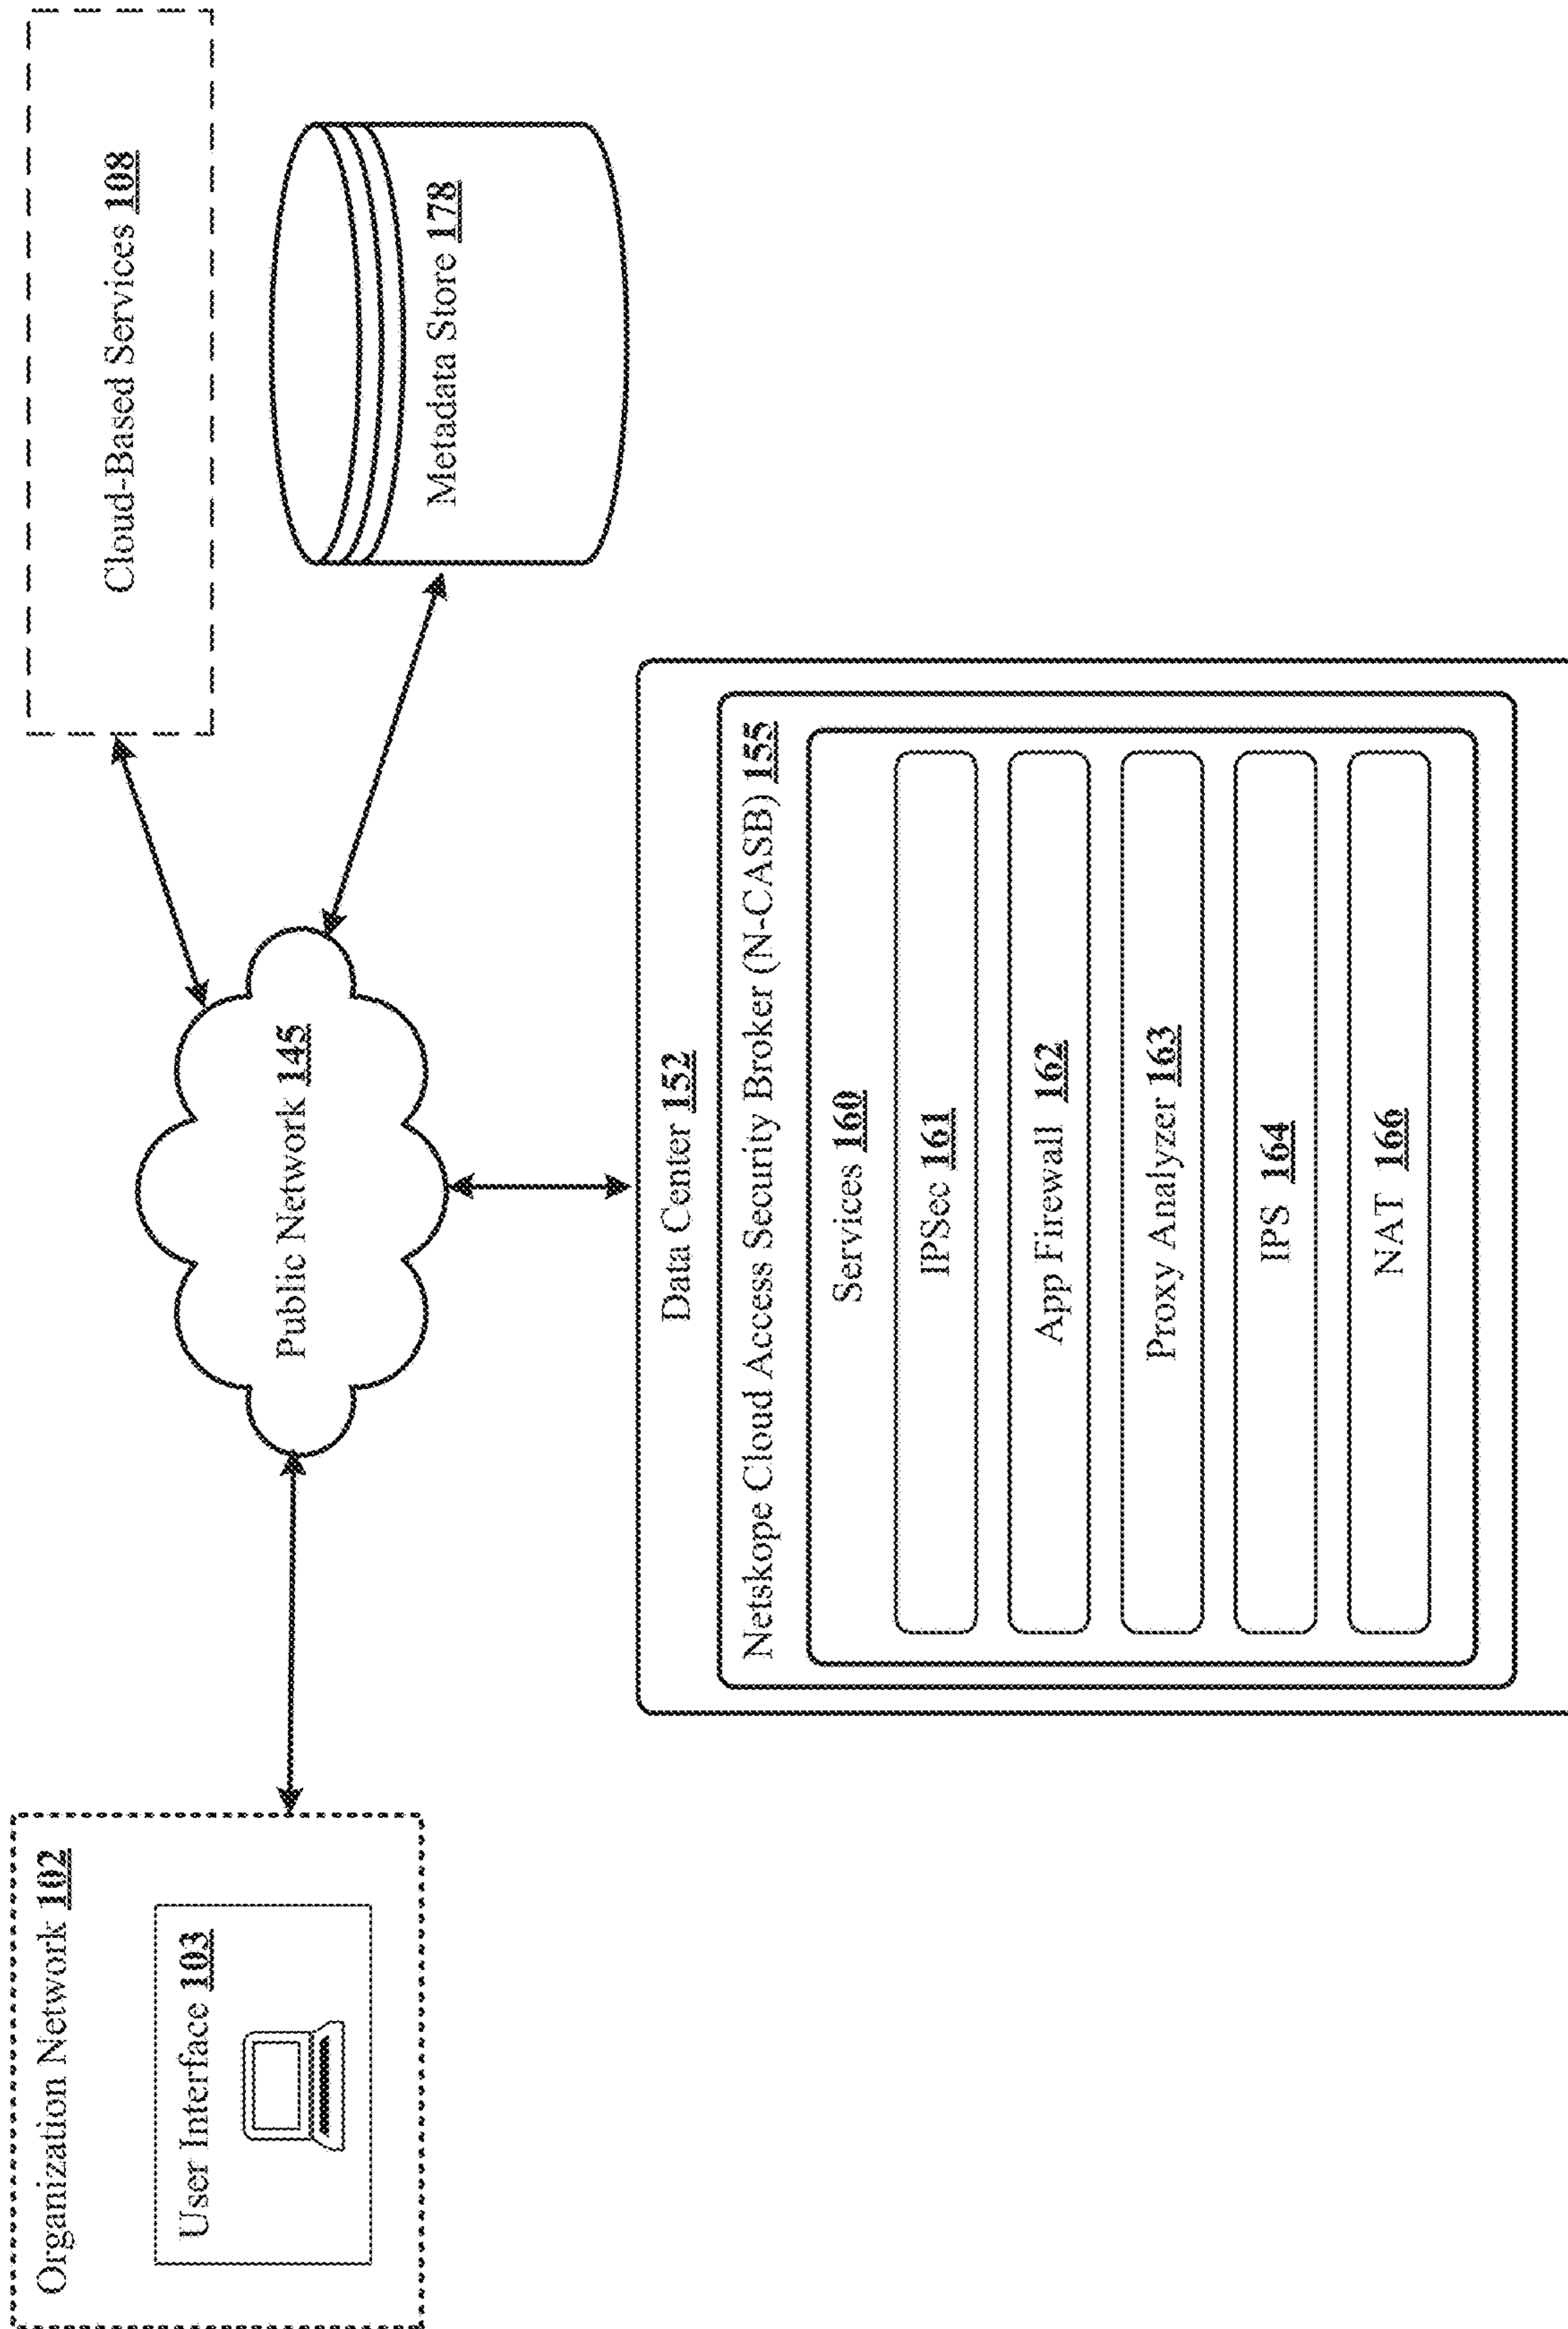 Organization Network 102
User Interface 103
Public Network 145
Cloud-Based Services 108
Metadata Store 178
Data Center 152
Netskope Cloud Access Security Broker (N-CASB) 155
Services 160
IPSec 161
App Firewall 162
Proxy Analyzer 163
IPS 164
NAT 166